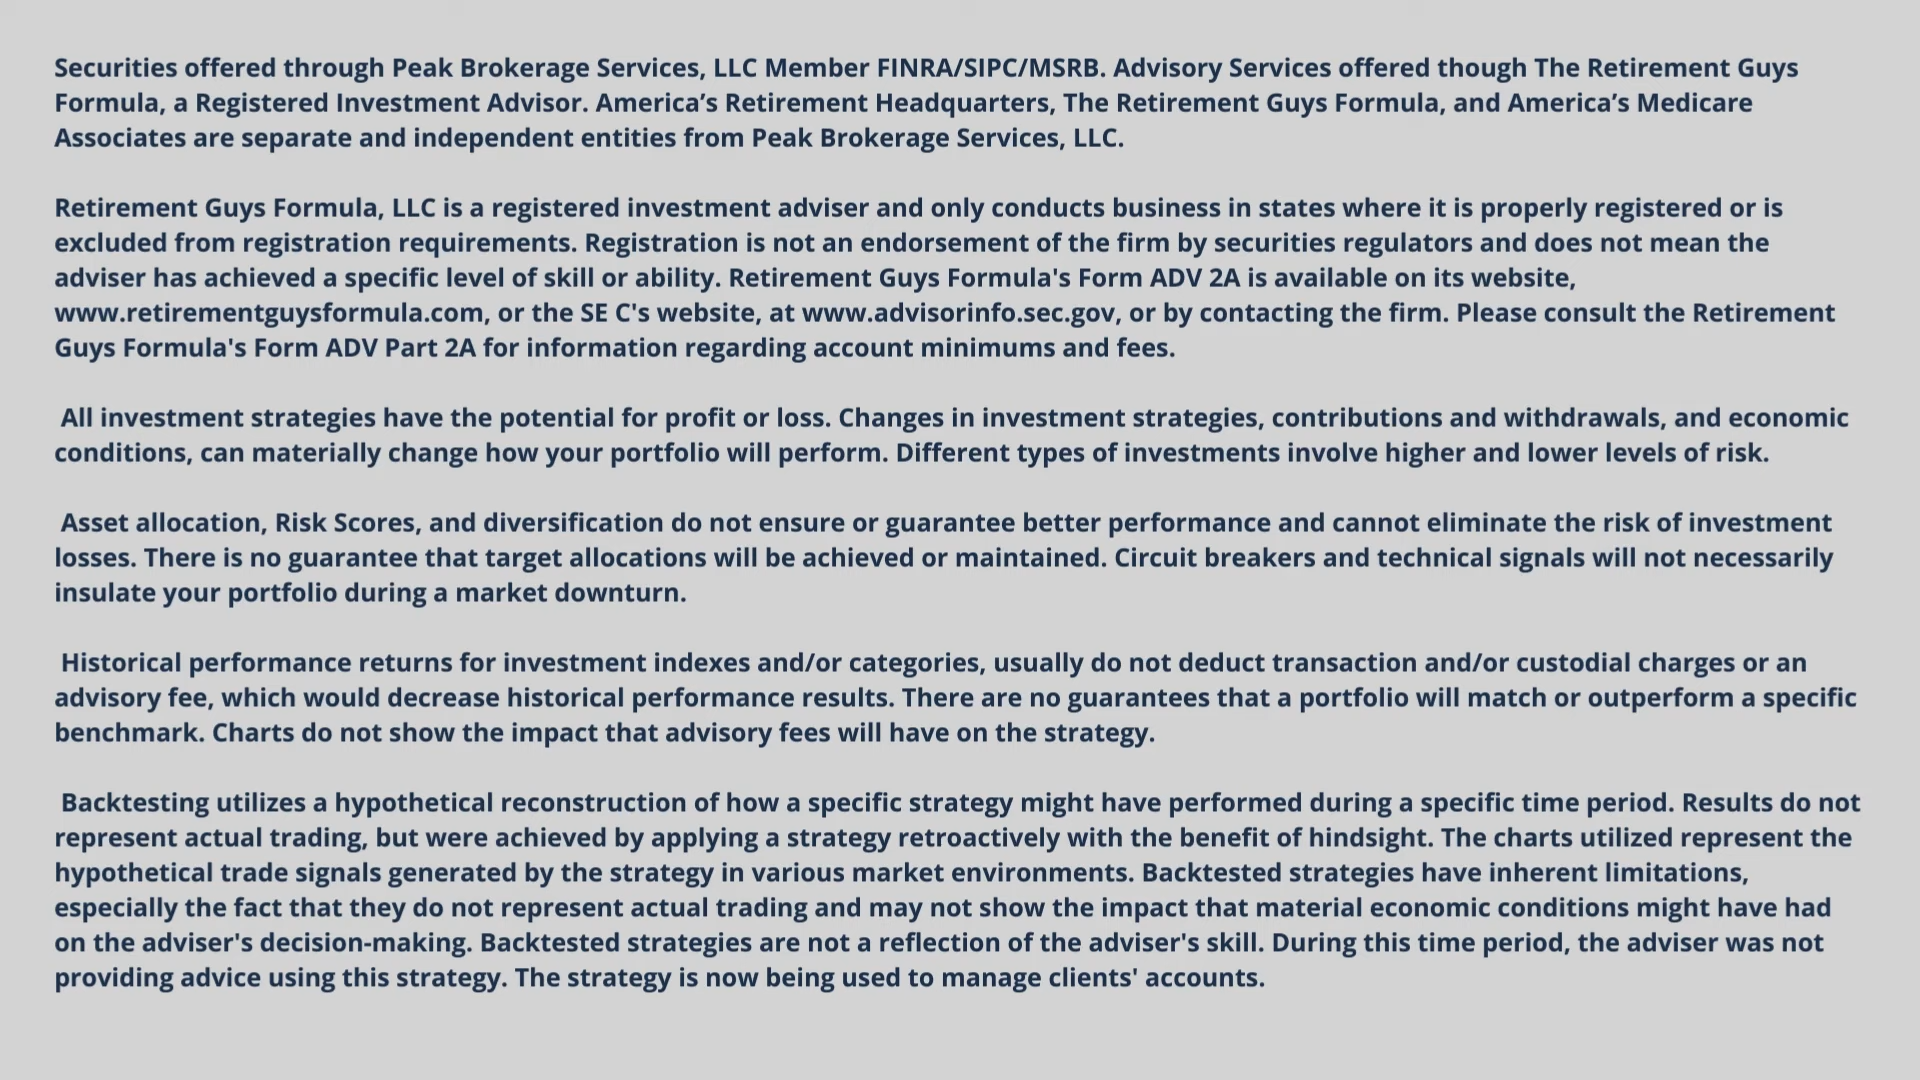 Securities offered through Peak Brokerage Services, LLC Member FINRA/SIPC/MSRB. Advisory Services offered though The Retirement Guys
Formula, a Registered Investment Advisor. America’s Retirement Headquarters, The Retirement Guys Formula, and America’s Medicare
Associates are separate and independent entities from Peak Brokerage Services, LLC.
Retirement Guys Formula, LLC is a registered investment adviser and only conducts business in states where it is properly registered or is
excluded from registration requirements. Registration is not an endorsement of the firm by securities regulators and does not mean the
adviser has achieved a specific level of skill or ability. Retirement Guys Formula's Form ADV 2A is available on its website,
www.retirementguysformula.com, or the SE C's website, at www.advisorinfo.sec.gov, or by contacting the firm. Please consult the Retirement
Guys Formula's Form ADV Part 2A for information regarding account minimums and fees.
All investment strategies have the potential for profit or loss. Changes in investment strategies, contributions and withdrawals, and economic
conditions, can materially change how your portfolio will perform. Different types of investments involve higher and lower levels of risk.
Asset allocation, Risk Scores, and diversification do not ensure or guarantee better performance and cannot eliminate the risk of investment
losses. There is no guarantee that target allocations will be achieved or maintained. Circuit breakers and technical signals will not necessarily
insulate your portfolio during a market downturn.
Historical performance returns for investment indexes and/or categories, usually do not deduct transaction and/or custodial charges or an
advisory fee, which would decrease historical performance results. There are no guarantees that a portfolio will match or outperform a specific
benchmark. Charts do not show the impact that advisory fees will have on the strategy.
Backtesting utilizes a hypothetical reconstruction of how a specific strategy might have performed during a specific time period. Results do not
represent actual trading, but were achieved by applying a strategy retroactively with the benefit of hindsight. The charts utilized represent the
hypothetical trade signals generated by the strategy in various market environments. Backtested strategies have inherent limitations,
especially the fact that they do not represent actual trading and may not show the impact that material economic conditions might have had
on the adviser's decision-making. Backtested strategies are not a reflection of the adviser's skill. During this time period, the adviser was not
providing advice using this strategy. The strategy is now being used to manage clients' accounts.